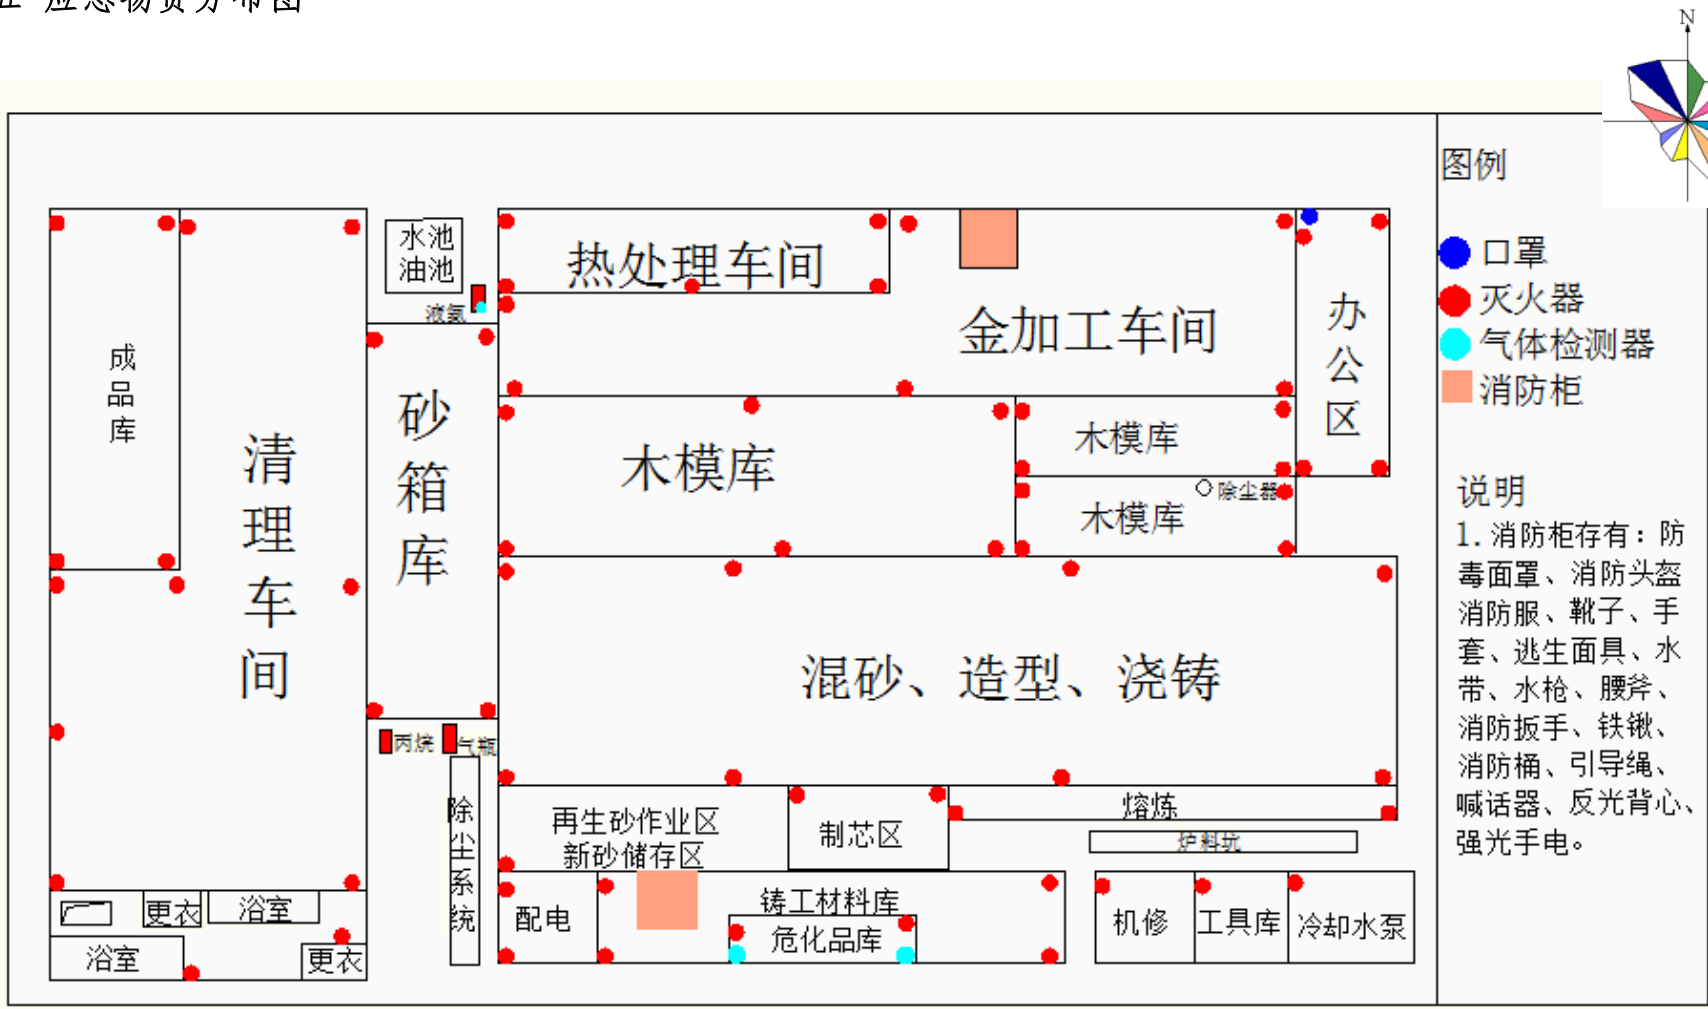 应急物资分布图
N
图例
口罩
灭火器
气体检测器
消防柜
说明
1.消防柜存有：防
毒面罩、消防头盔
消防服、靴子、手
套、逃生面具、水
带、水枪、腰斧、
消防扳手、铁锹、
消防桶、引导绳、
喊话器、反光背心、
强光手电。
成品库
清理车间
水池
油池
液氨
砂箱库
热处理车间
金加工车间
办公区
木模库
木模库
除尘器
木模库
混砂、造型、浇铸
丙烷
气瓶
除尘系统
再生砂作业区
新砂储存区
制芯区
熔炼
炉料坑
配电
铸工材料库
危化品库
机修
工具库
冷却水泵
更衣
浴室
浴室
更衣